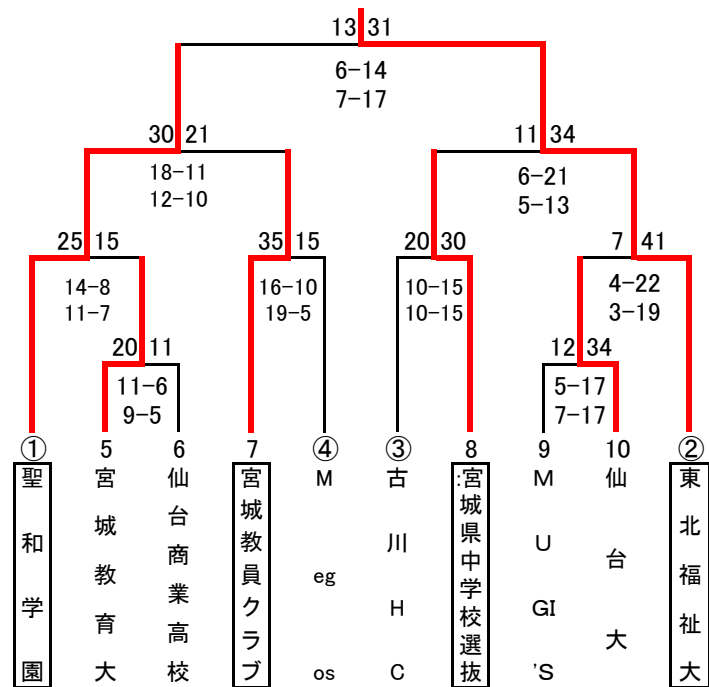 13 31
6-14
7-17
30 21
18-11
12-10
11 34
6-21
5-13
25 15
14-8
11-7
35 15
16-10
19-5
20 30
10-15
10-15
7 41
4-22
3-19
20 11
11-6
9-5
12 34
5-17
7-17
① 5 6 7 ④ ③ 8 9 10 ②
聖和学園
宮城教育大
仙台商業高校
宮城教員クラブ
Megos
古川HC
:宮城県中学校選抜
MUGI'S
仙台大
東北福祉大